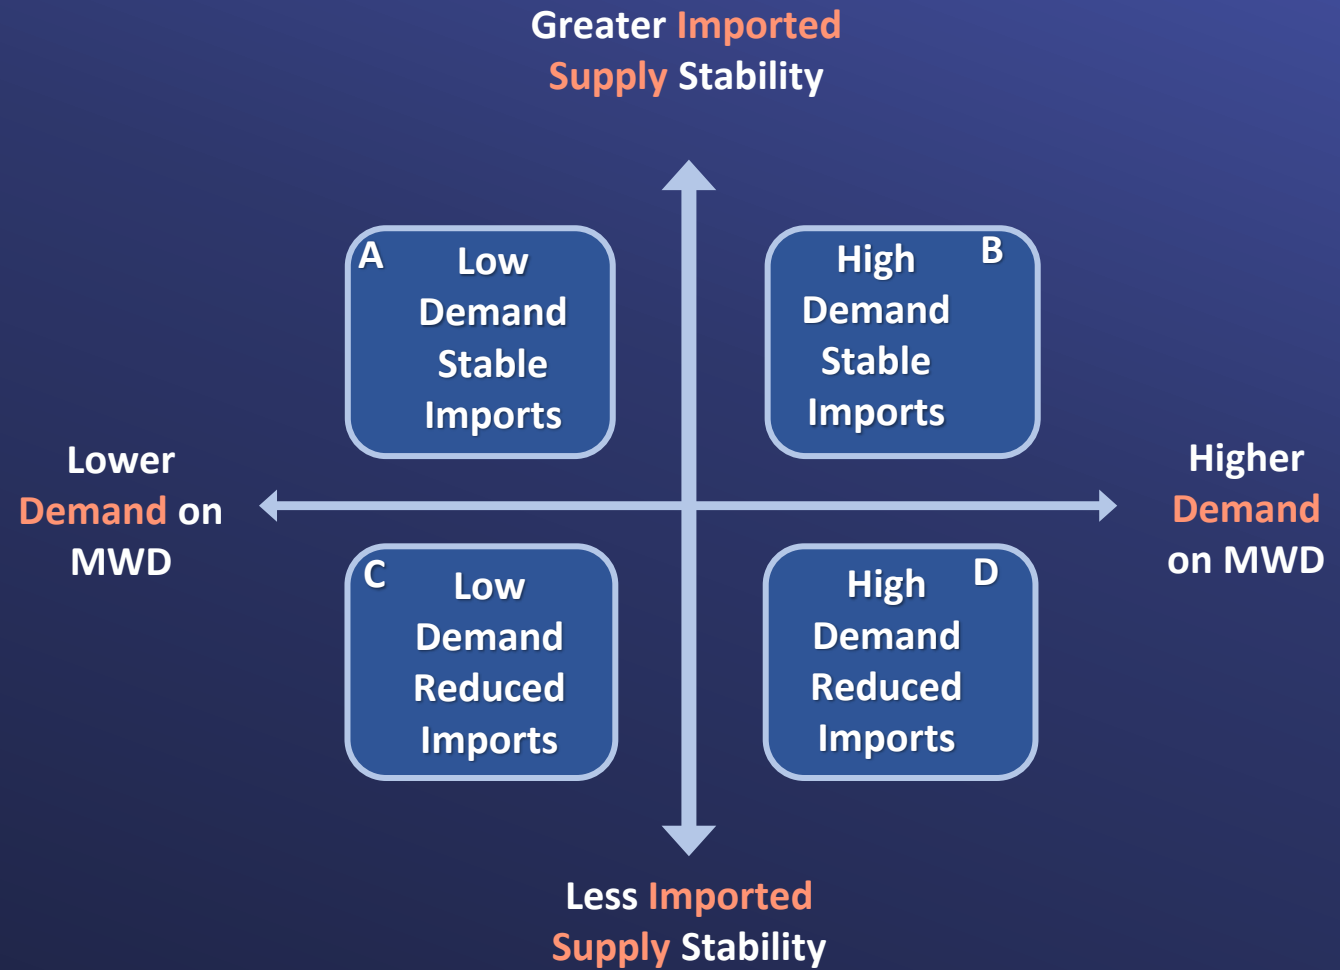 Greater Imported
Supply Stability
A
Low
Demand
Stable
Imports
B
High
Demand
Stable
Imports
Lower
Demand on
MWD
Higher
Demand
on MWD
C
Low
Demand
Reduced
Imports
D
High
Demand
Reduced
Imports
Less Imported
Supply Stability